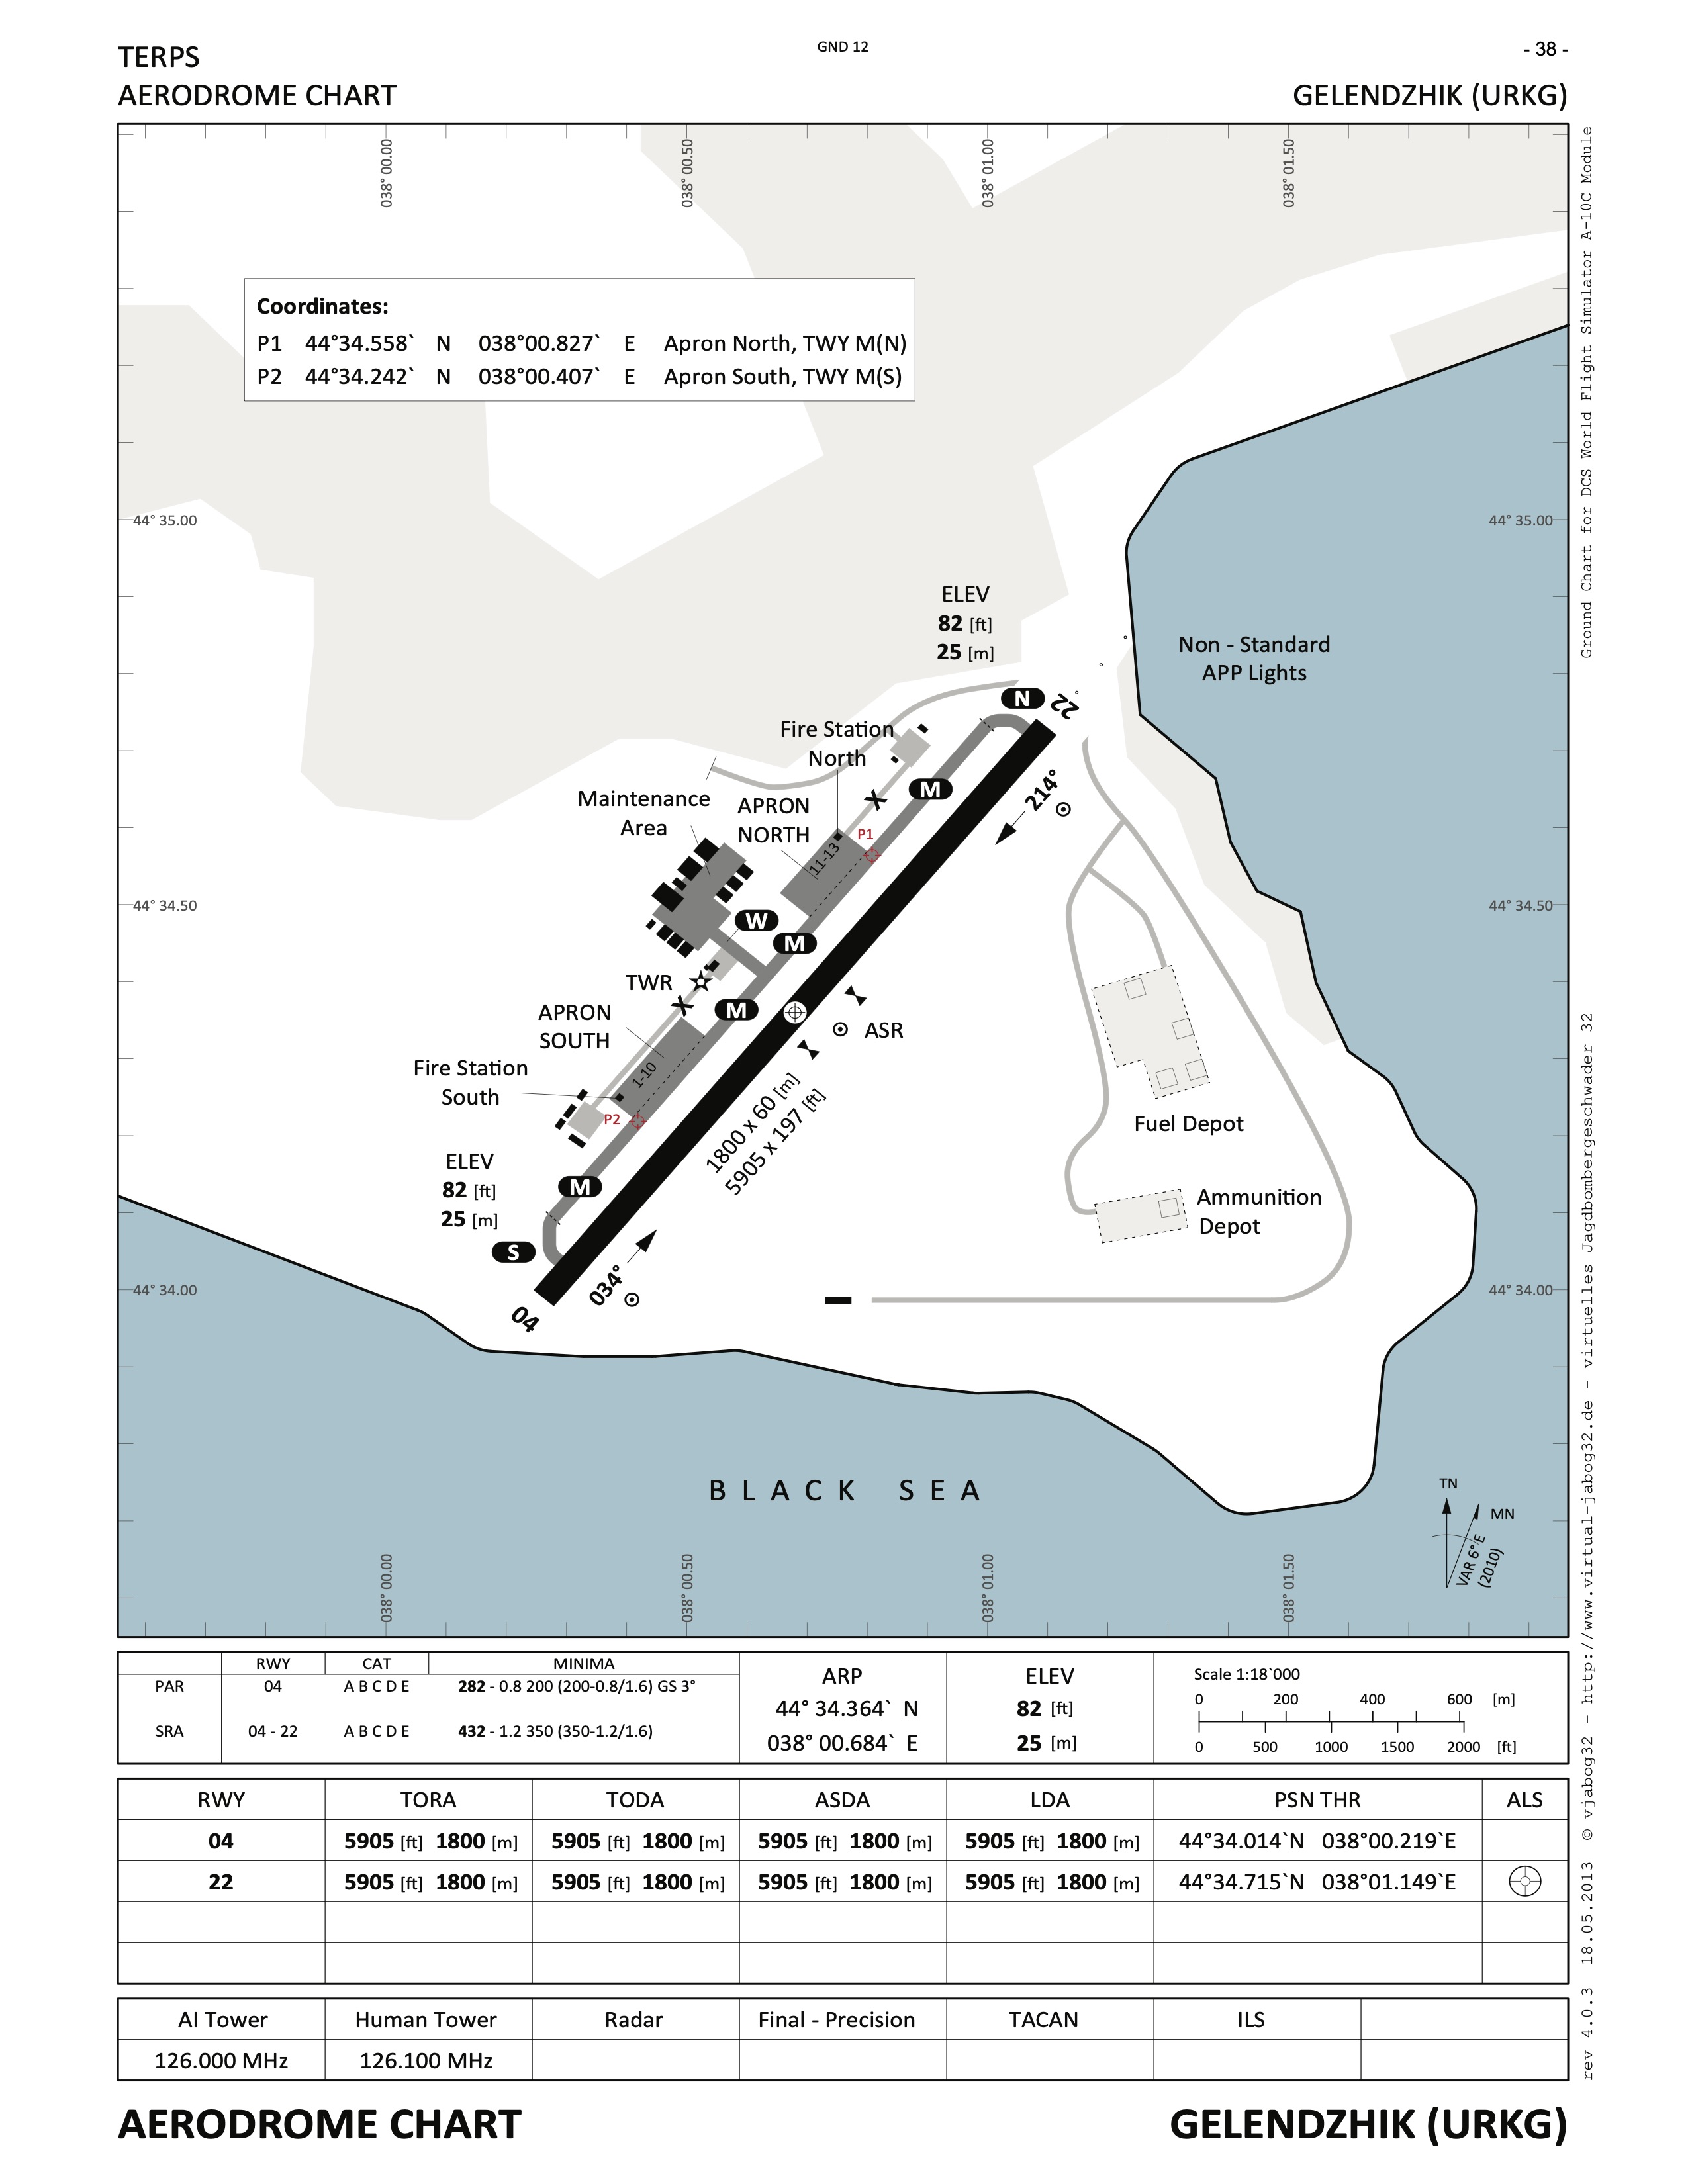 TERPS
GND 12
- 38 -
AERODROME CHART
GELENDZHIK (URKG)
038° 00.00
038° 00.50
038° 01.00
038° 01.50
Coordinates:
P1 44°34.558` N 038°00.827` E Apron North, TWY M(N)
P2 44°34.242` N 038°00.407` E Apron South, TWY M(S)
44° 35.00
44° 35.00
ELEV
82 [ft]
25 [m]
Non - Standard
APP Lights
N
22
Fire Station
North
M
214°
Maintenance
Area
APRON
NORTH
P1
11-13
44° 34.50
44° 34.50
W
M
TWR
M
APRON
SOUTH
ASR
Fire Station
South
1-10
P2
1800 x 60 [m]
5905 x 197 [ft]
Fuel Depot
ELEV
82 [ft]
25 [m]
M
Ammunition
Depot
S
034°
04
44° 34.00
44° 34.00
BLACK SEA
TN
MN
VAR 6° E
(2010)
038° 00.00
038° 00.50
038° 01.00
038° 01.50
Ground Chart for DCS World Flight Simulator A-10C Module
rev 4.0.3 18.05.2013 © vjabog32 - http://www.virtual-jabog32.de - virtuelles Jagdbombergeschwader 32
RWY CAT MINIMA
PAR 04 A B C D E 282 - 0.8 200 (200-0.8/1.6) GS 3°
SRA 04 - 22 A B C D E 432 - 1.2 350 (350-1.2/1.6)
ARP
44° 34.364` N
038° 00.684` E
ELEV
82 [ft]
25 [m]
Scale 1:18`000
0 200 400 600 [m]
0 500 1000 1500 2000 [ft]
RWY TORA TODA ASDA LDA PSN THR ALS
04 5905 [ft] 1800 [m] 5905 [ft] 1800 [m] 5905 [ft] 1800 [m] 5905 [ft] 1800 [m] 44°34.014`N 038°00.219`E
22 5905 [ft] 1800 [m] 5905 [ft] 1800 [m] 5905 [ft] 1800 [m] 5905 [ft] 1800 [m] 44°34.715`N 038°01.149`E
AI Tower Human Tower Radar Final - Precision TACAN ILS
126.000 MHz 126.100 MHz
AERODROME CHART
GELENDZHIK (URKG)